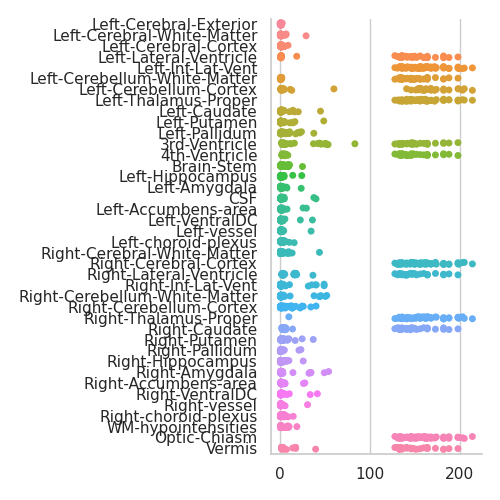 Left-Cerebral-Exterior
Left-Cerebral-White-Matter
Left-Cerebral-Cortex
Left-Lateral-Ventricle
Left-Inf-Lat-Vent
Left-Cerebellum-White-Matter
Left-Cerebellum-Cortex
Left-Thalamus-Proper
Left-Caudate
Left-Putamen
Left-Pallidum
3rd-Ventricle
4th-Ventricle
Brain-Stem
Left-Hippocampus
Left-Amygdala
CSF
Left-Accumbens-area
Left-VentralDC
Left-vessel
Left-choroid-plexus
Right-Cerebral-White-Matter
Right-Cerebral-Cortex
Right-Lateral-Ventricle
Right-Inf-Lat-Vent
Right-Cerebellum-White-Matter
Right-Cerebellum-Cortex
Right-Thalamus-Proper
Right-Caudate
Right-Putamen
Right-Pallidum
Right-Hippocampus
Right-Amygdala
Right-Accumbens-area
Right-VentralDC
Right-vessel
Right-choroid-plexus
WM-hypointensities
Optic-Chiasm
Vermis
0 100 200